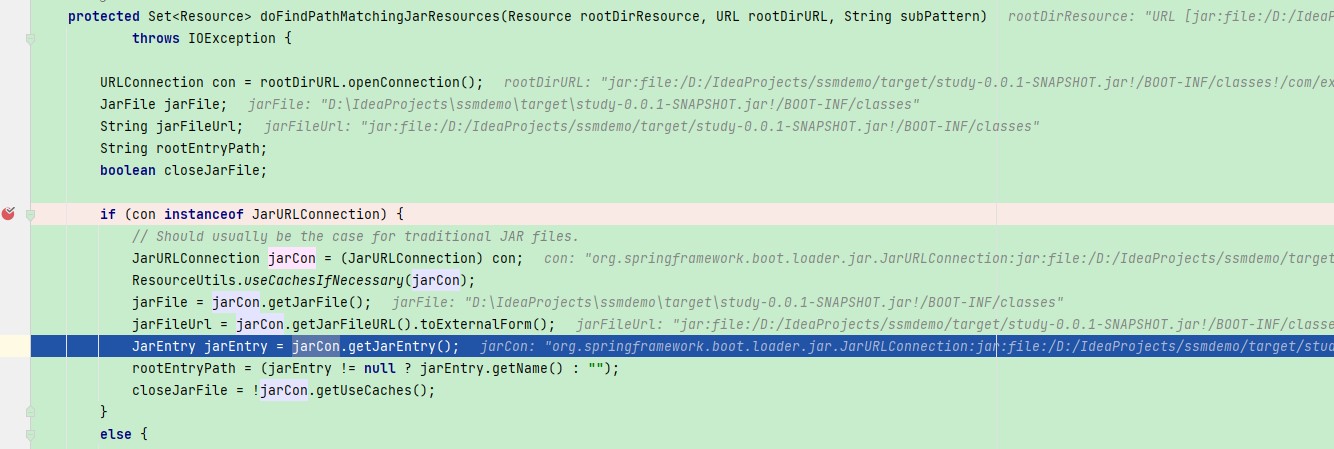 protected Set<Resource> doFindPathMatchingJarResources(Resource rootDirResource, URL rootDirURL, String subPattern)   rootDirResource: "URL [jar:file:/D:/IdeaP
throws IOException {
URLConnection con = rootDirURL.openConnection();   rootDirURL: "jar:file:/D:/IdeaProjects/ssmdemo/target/study-0.0.1-SNAPSHOT.jar!/BOOT-INF/classes!/com/ex
JarFile jarFile;   jarFile: "D:\IdeaProjects\ssmdemo\target\study-0.0.1-SNAPSHOT.jar!/BOOT-INF/classes"
String jarFileUrl;   jarFileUrl: "jar:file:/D:/IdeaProjects/ssmdemo/target/study-0.0.1-SNAPSHOT.jar!/BOOT-INF/classes"
String rootEntryPath;
boolean closeJarFile;
if (con instanceof JarURLConnection) {
// Should usually be the case for traditional JAR files.
JarURLConnection jarCon = (JarURLConnection) con;   con: "org.springframework.boot.loader.jar.JarURLConnection:jar:file:/D:/IdeaProjects/ssmdemo/target
ResourceUtils.useCachesIfNecessary(jarCon);
jarFile = jarCon.getJarFile();   jarFile: "D:\IdeaProjects\ssmdemo\target\study-0.0.1-SNAPSHOT.jar!/BOOT-INF/classes"
jarFileUrl = jarCon.getJarFileURL().toExternalForm();   jarFileUrl: "jar:file:/D:/IdeaProjects/ssmdemo/target/study-0.0.1-SNAPSHOT.jar!/BOOT-INF/classe
JarEntry jarEntry = jarCon.getJarEntry();   jarCon: "org.springframework.boot.loader.jar.JarURLConnection:jar:file:/D:/IdeaProjects/ssmdemo/target/stud
rootEntryPath = (jarEntry != null ? jarEntry.getName() : "");
closeJarFile = !jarCon.getUseCaches();
}
else {